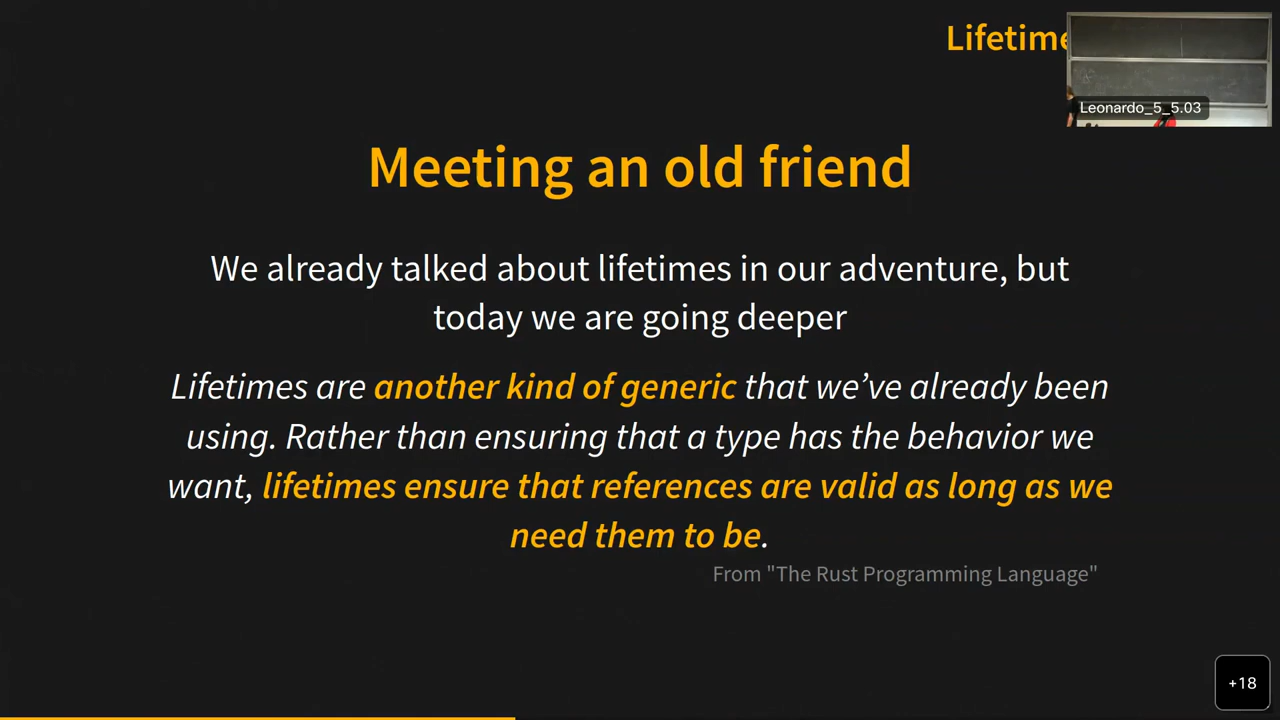 Lifetime
Leonardo_5_5.03
Meeting an old friend
We already talked about lifetimes in our adventure, but
today we are going deeper
Lifetimes are another kind of generic that we’ve already been
using. Rather than ensuring that a type has the behavior we
want, lifetimes ensure that references are valid as long as we
need them to be.
From "The Rust Programming Language"
+18